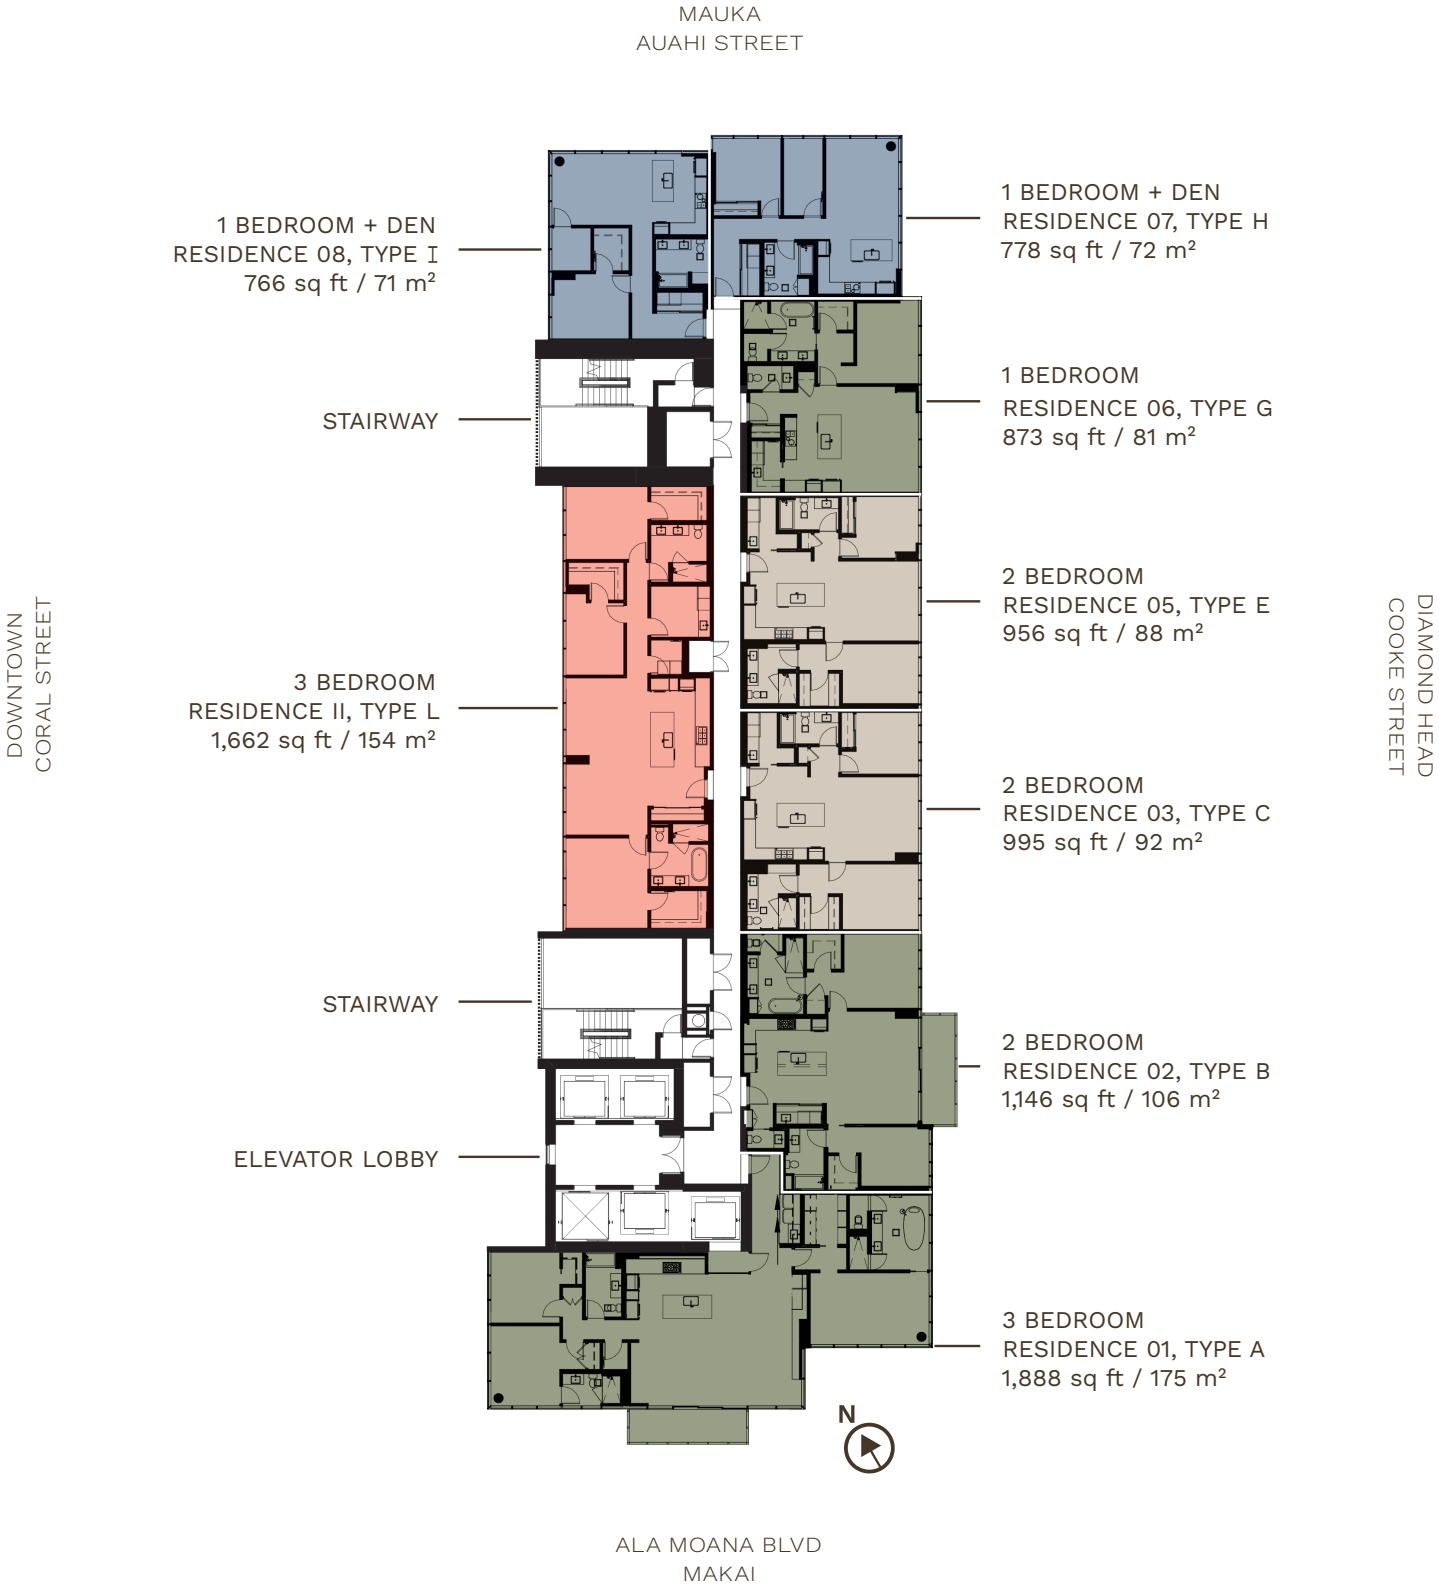 MAUKA
AUAHI STREET
1 BEDROOM + DEN
RESIDENCE 08, TYPE I
766 sq ft / 71 m²
1 BEDROOM + DEN
RESIDENCE 07, TYPE H
778 sq ft / 72 m²
STAIRWAY
1 BEDROOM
RESIDENCE 06, TYPE G
873 sq ft / 81 m²
2 BEDROOM
RESIDENCE 05, TYPE E
956 sq ft / 88 m²
DOWNTOWN
CORAL STREET
3 BEDROOM
RESIDENCE II, TYPE L
1,662 sq ft / 154 m²
DIAMOND HEAD
COOKE STREET
2 BEDROOM
RESIDENCE 03, TYPE C
995 sq ft / 92 m²
STAIRWAY
2 BEDROOM
RESIDENCE 02, TYPE B
1,146 sq ft / 106 m²
ELEVATOR LOBBY
3 BEDROOM
RESIDENCE 01, TYPE A
1,888 sq ft / 175 m²
N
ALA MOANA BLVD
MAKAI